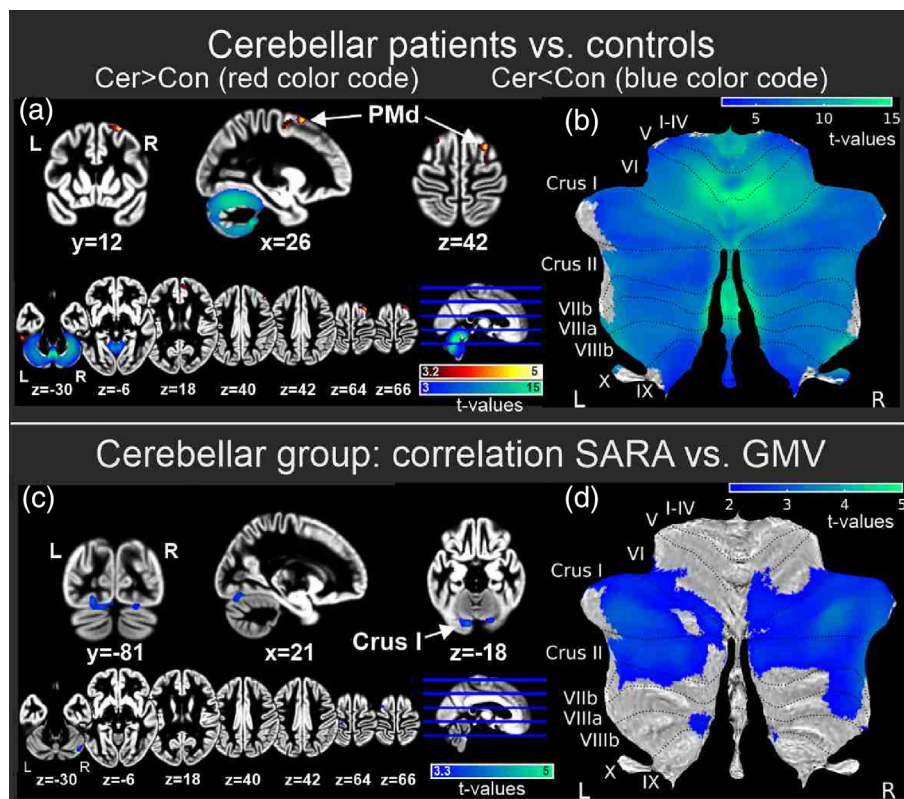 Cerebellar patients vs. controls
Cer>Con (red color code) Cer<Con (blue color code)
(a)
PMd
L R
y=12 x=26 z=42
L R
z=-30 z=-6 z=18 z=40 z=42 z=64 z=66
3.2 5
3 15
t-values
(b)
5 10 15
t-values
I-IV
V
VI
Crus I
Crus II
VIIb
VIIIa
VIIIb
X
IX
L R
Cerebellar group: correlation SARA vs. GMV
(c)
L R
Crus I
y=-81 x=21 z=-18
L R
z=-30 z=-6 z=18 z=40 z=42 z=64 z=66
3.3 5
t-values
(d)
2 3 4 5
t-values
I-IV
V
VI
Crus I
Crus II
VIIb
VIIIa
VIIIb
X
IX
L R